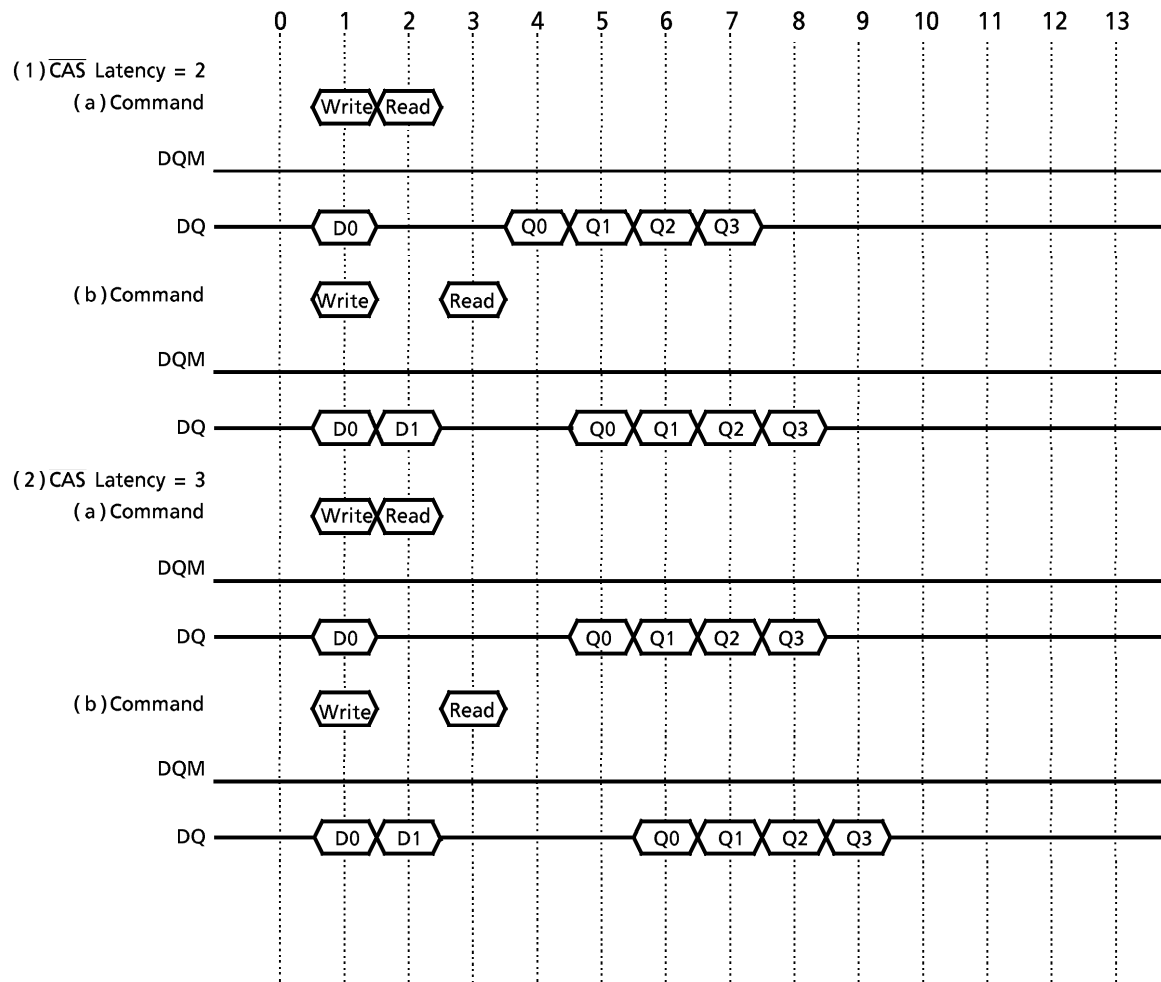 0 1 2 3 4 5 6 7 8 9 10 11 12 13
(1) C̅A̅S̅ Latency = 2
(a) Command Write Read
DQM
DQ D0 Q0 Q1 Q2 Q3
(b) Command Write Read
DQM
DQ D0 D1 Q0 Q1 Q2 Q3
(2) C̅A̅S̅ Latency = 3
(a) Command Write Read
DQM
DQ D0 Q0 Q1 Q2 Q3
(b) Command Write Read
DQM
DQ D0 D1 Q0 Q1 Q2 Q3